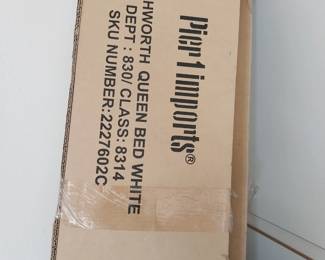 Pier 1 imports®
HWORTH QUEEN BED WHITE
DEPT : 830/ CLASS: 8314
SKU NUMBER:2227602C